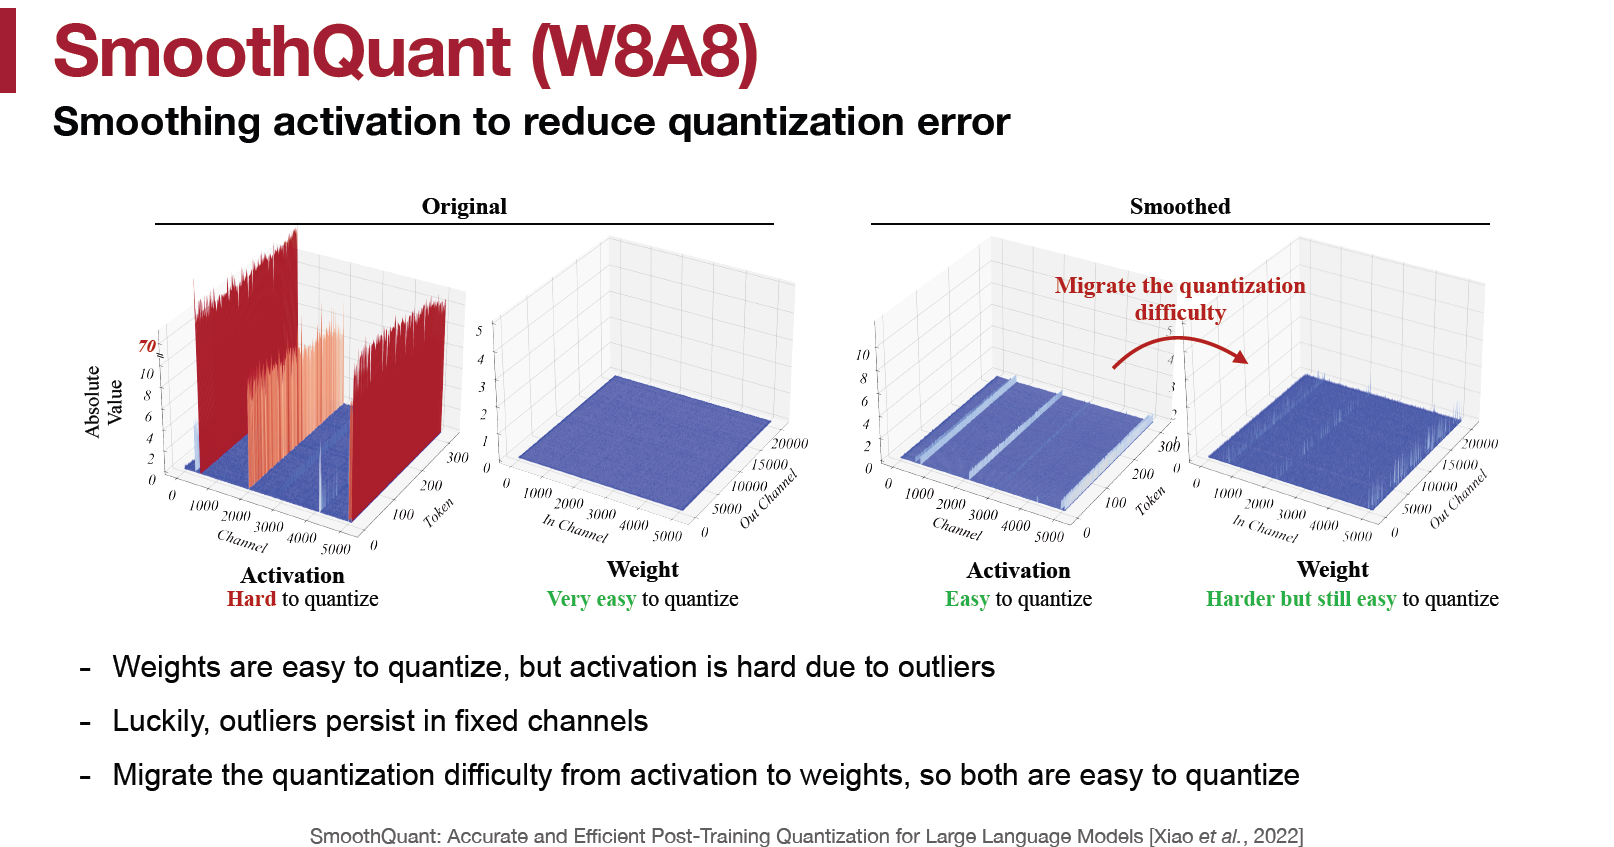 SmoothQuant (W8A8)
Smoothing activation to reduce quantization error
Original
70
10
8
6
4
2
0
Absolute
Value
0
1000
2000
3000
4000
5000
Channel
0
100
200
300
Token
Activation
Hard to quantize
5
4
3
2
1
0
0
1000
2000
3000
4000
5000
In Channel
0
5000
10000
15000
20000
Out Channel
Weight
Very easy to quantize
Smoothed
Migrate the quantization
difficulty
10
8
6
4
2
0
0
1000
2000
3000
4000
5000
Channel
0
100
200
300
Token
Activation
Easy to quantize
5
4
3
2
1
0
0
1000
2000
3000
4000
5000
In Channel
0
5000
10000
15000
20000
Out Channel
Weight
Harder but still easy to quantize
- Weights are easy to quantize, but activation is hard due to outliers
- Luckily, outliers persist in fixed channels
- Migrate the quantization difficulty from activation to weights, so both are easy to quantize
SmoothQuant: Accurate and Efficient Post-Training Quantization for Large Language Models [Xiao et al., 2022]